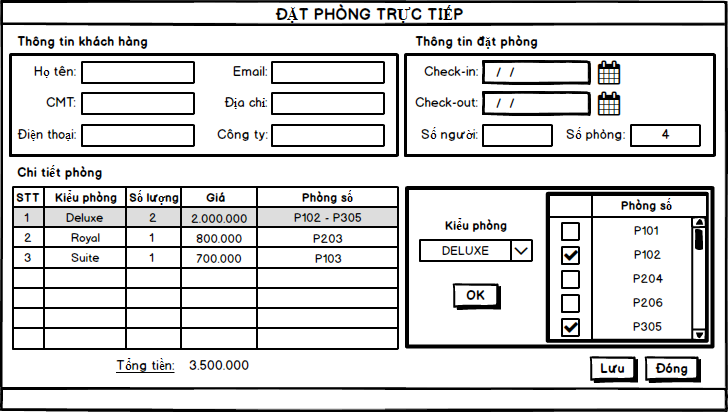 ĐẶT PHÒNG TRỰC TIẾP
Thông tin khách hàng
Thông tin đặt phòng
Họ tên:
Email:
Check-in:
/ /
CMT:
Địa chỉ:
Check-out:
/ /
Điện thoại:
Công ty:
Số người:
Số phòng:
4
Chi tiết phòng
STT Kiểu phòng Số lượng Giá Phòng số
1 Deluxe 2 2.000.000 P102 - P305
2 Royal 1 800.000 P203
3 Suite 1 700.000 P103
Kiểu phòng
DELUXE
OK
Phòng số
P101
P102
P204
P206
P305
Tổng tiền: 3.500.000
Lưu
Đóng